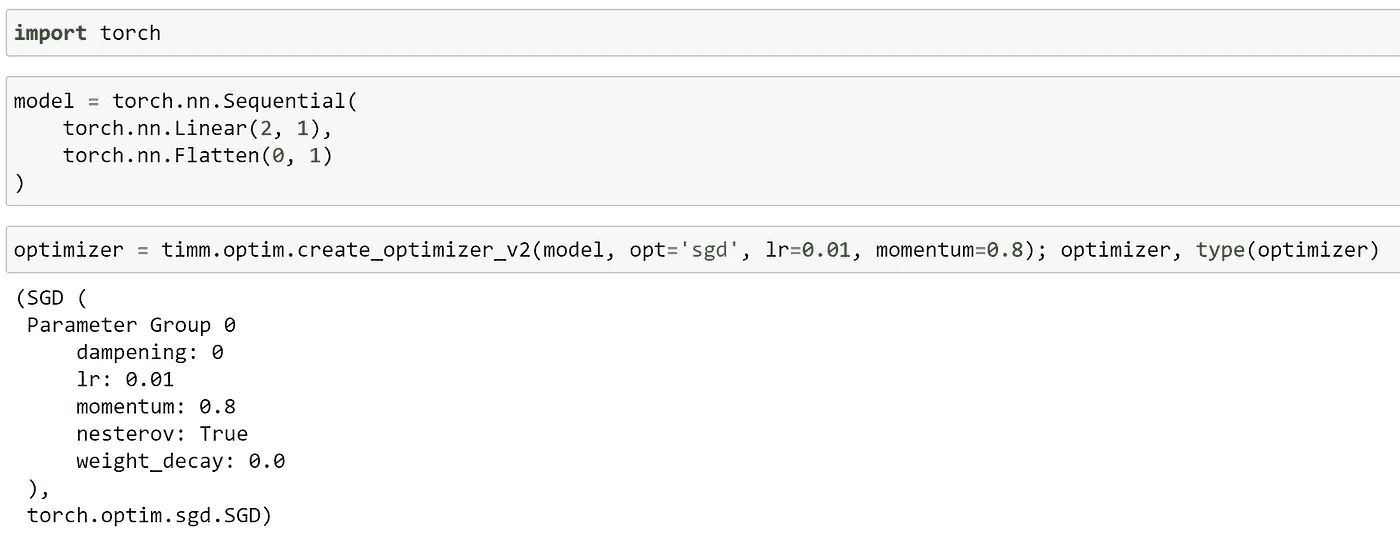 import torch
model = torch.nn.Sequential(
    torch.nn.Linear(2, 1),
    torch.nn.Flatten(0, 1)
)
optimizer = timm.optim.create_optimizer_v2(model, opt='sgd', lr=0.01, momentum=0.8); optimizer, type(optimizer)
(SGD (
 Parameter Group 0
     dampening: 0
     lr: 0.01
     momentum: 0.8
     nesterov: True
     weight_decay: 0.0
 ),
 torch.optim.sgd.SGD)